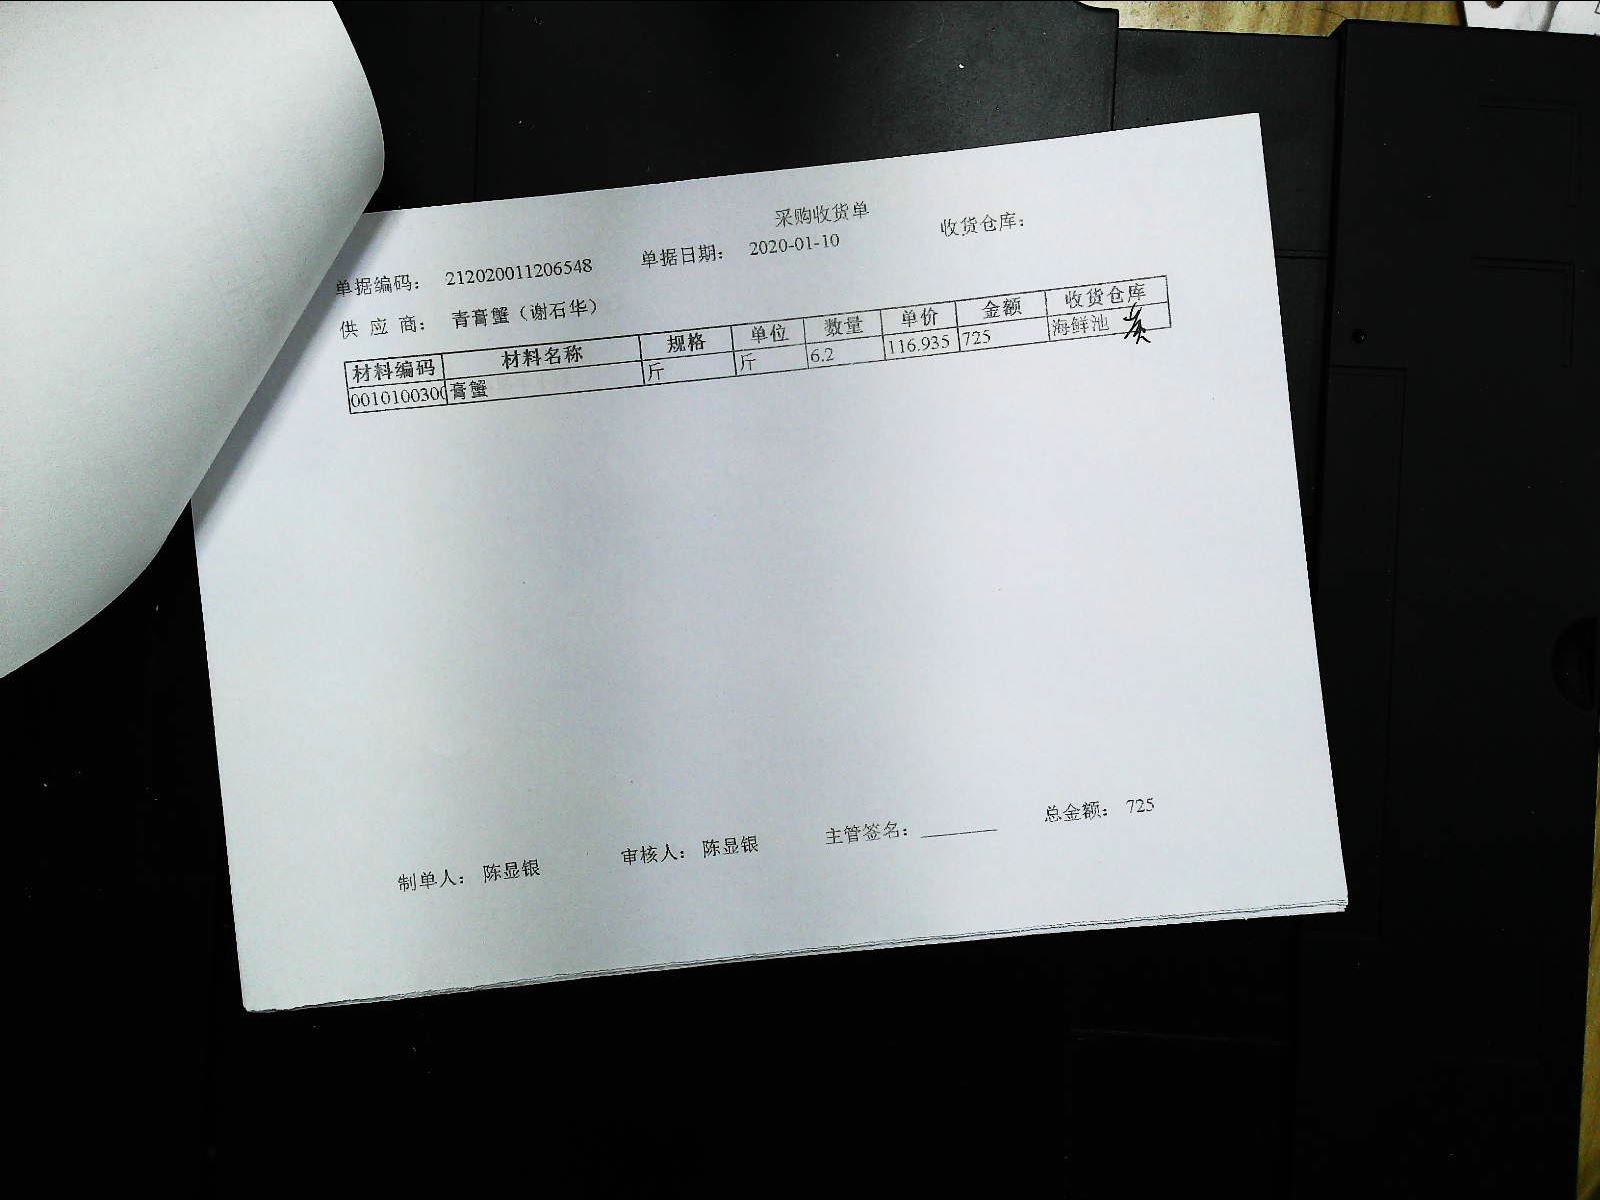 采购收货单
单据编码： 212020011206548 单据日期： 2020-01-10 收货仓库：
供 应 商： 青膏蟹（谢石华）
材料编码 材料名称 规格 单位 数量 单价 金额 收货仓库
0010100300 膏蟹 斤 斤 6.2 116.935 725 海鲜池
制单人： 陈显银 审核人： 陈显银 主管签名： 总金额： 725